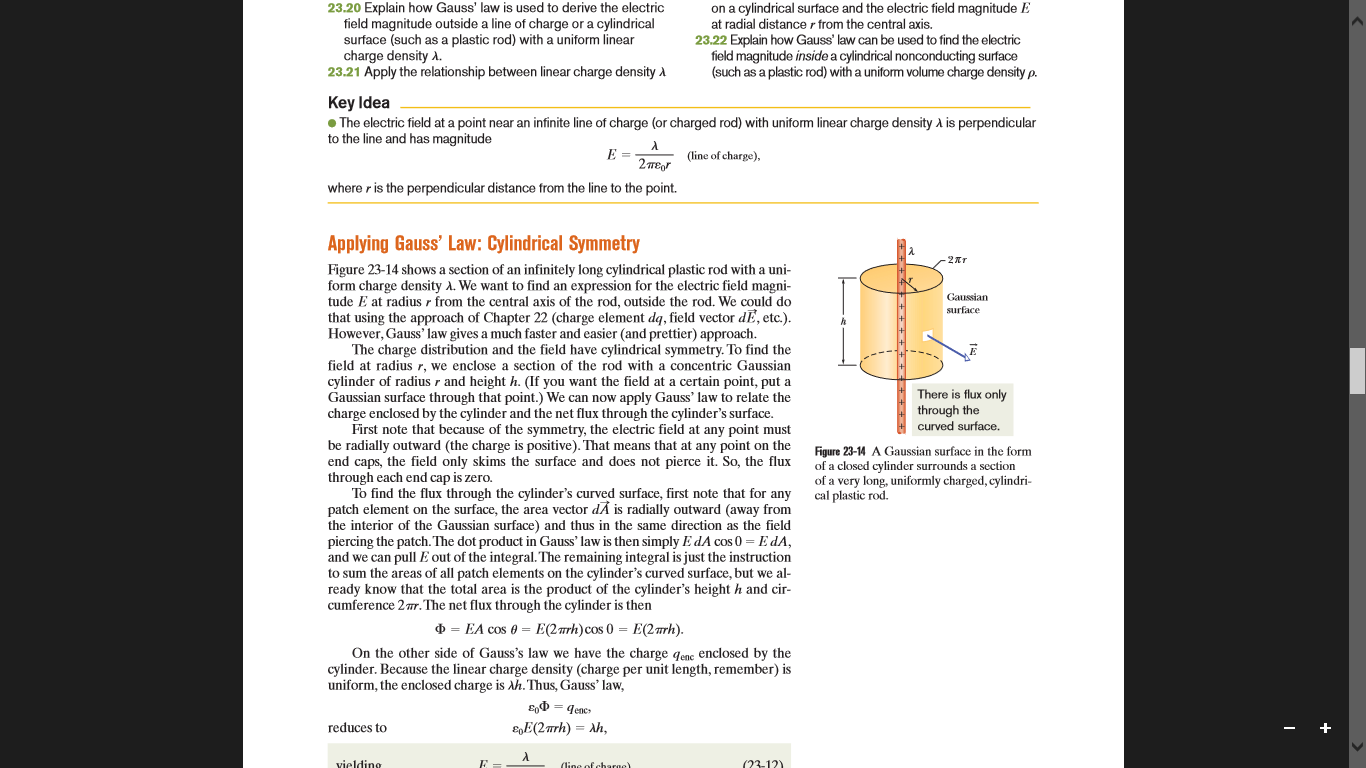 23.20 Explain how Gauss' law is used to derive the electric
field magnitude outside a line of charge or a cylindrical
surface (such as a plastic rod) with a uniform linear
charge density λ.
23.21 Apply the relationship between linear charge density λ
on a cylindrical surface and the electric field magnitude E
at radial distance r from the central axis.
23.22 Explain how Gauss' law can be used to find the electric
field magnitude inside a cylindrical nonconducting surface
(such as a plastic rod) with a uniform volume charge density ρ.
Key Idea
● The electric field at a point near an infinite line of charge (or charged rod) with uniform linear charge density λ is perpendicular
to the line and has magnitude
E = λ / 2πε₀r (line of charge),
where r is the perpendicular distance from the line to the point.
Applying Gauss' Law: Cylindrical Symmetry
Figure 23-14 shows a section of an infinitely long cylindrical plastic rod with a uni-
form charge density λ. We want to find an expression for the electric field magni-
tude E at radius r from the central axis of the rod, outside the rod. We could do
that using the approach of Chapter 22 (charge element dq, field vector dE⃗, etc.).
However, Gauss' law gives a much faster and easier (and prettier) approach.
The charge distribution and the field have cylindrical symmetry. To find the
field at radius r, we enclose a section of the rod with a concentric Gaussian
cylinder of radius r and height h. (If you want the field at a certain point, put a
Gaussian surface through that point.) We can now apply Gauss' law to relate the
charge enclosed by the cylinder and the net flux through the cylinder's surface.
First note that because of the symmetry, the electric field at any point must
be radially outward (the charge is positive). That means that at any point on the
end caps, the field only skims the surface and does not pierce it. So, the flux
through each end cap is zero.
To find the flux through the cylinder's curved surface, first note that for any
patch element on the surface, the area vector dA⃗ is radially outward (away from
the interior of the Gaussian surface) and thus in the same direction as the field
piercing the patch. The dot product in Gauss' law is then simply E dA cos 0 = E dA,
and we can pull E out of the integral. The remaining integral is just the instruction
to sum the areas of all patch elements on the cylinder's curved surface, but we al-
ready know that the total area is the product of the cylinder's height h and cir-
cumference 2πr. The net flux through the cylinder is then
Φ = EA cos θ = E(2πrh)cos 0 = E(2πrh).
On the other side of Gauss's law we have the charge qenc enclosed by the
cylinder. Because the linear charge density (charge per unit length, remember) is
uniform, the enclosed charge is λh. Thus, Gauss' law,
ε₀Φ = qenc,
reduces to ε₀E(2πrh) = λh,
yielding E = λ (line of charge). (23-12)
λ
2πr
r
Gaussian
surface
h
E⃗
There is flux only
through the
curved surface.
Figure 23-14 A Gaussian surface in the form
of a closed cylinder surrounds a section
of a very long, uniformly charged, cylindri-
cal plastic rod.